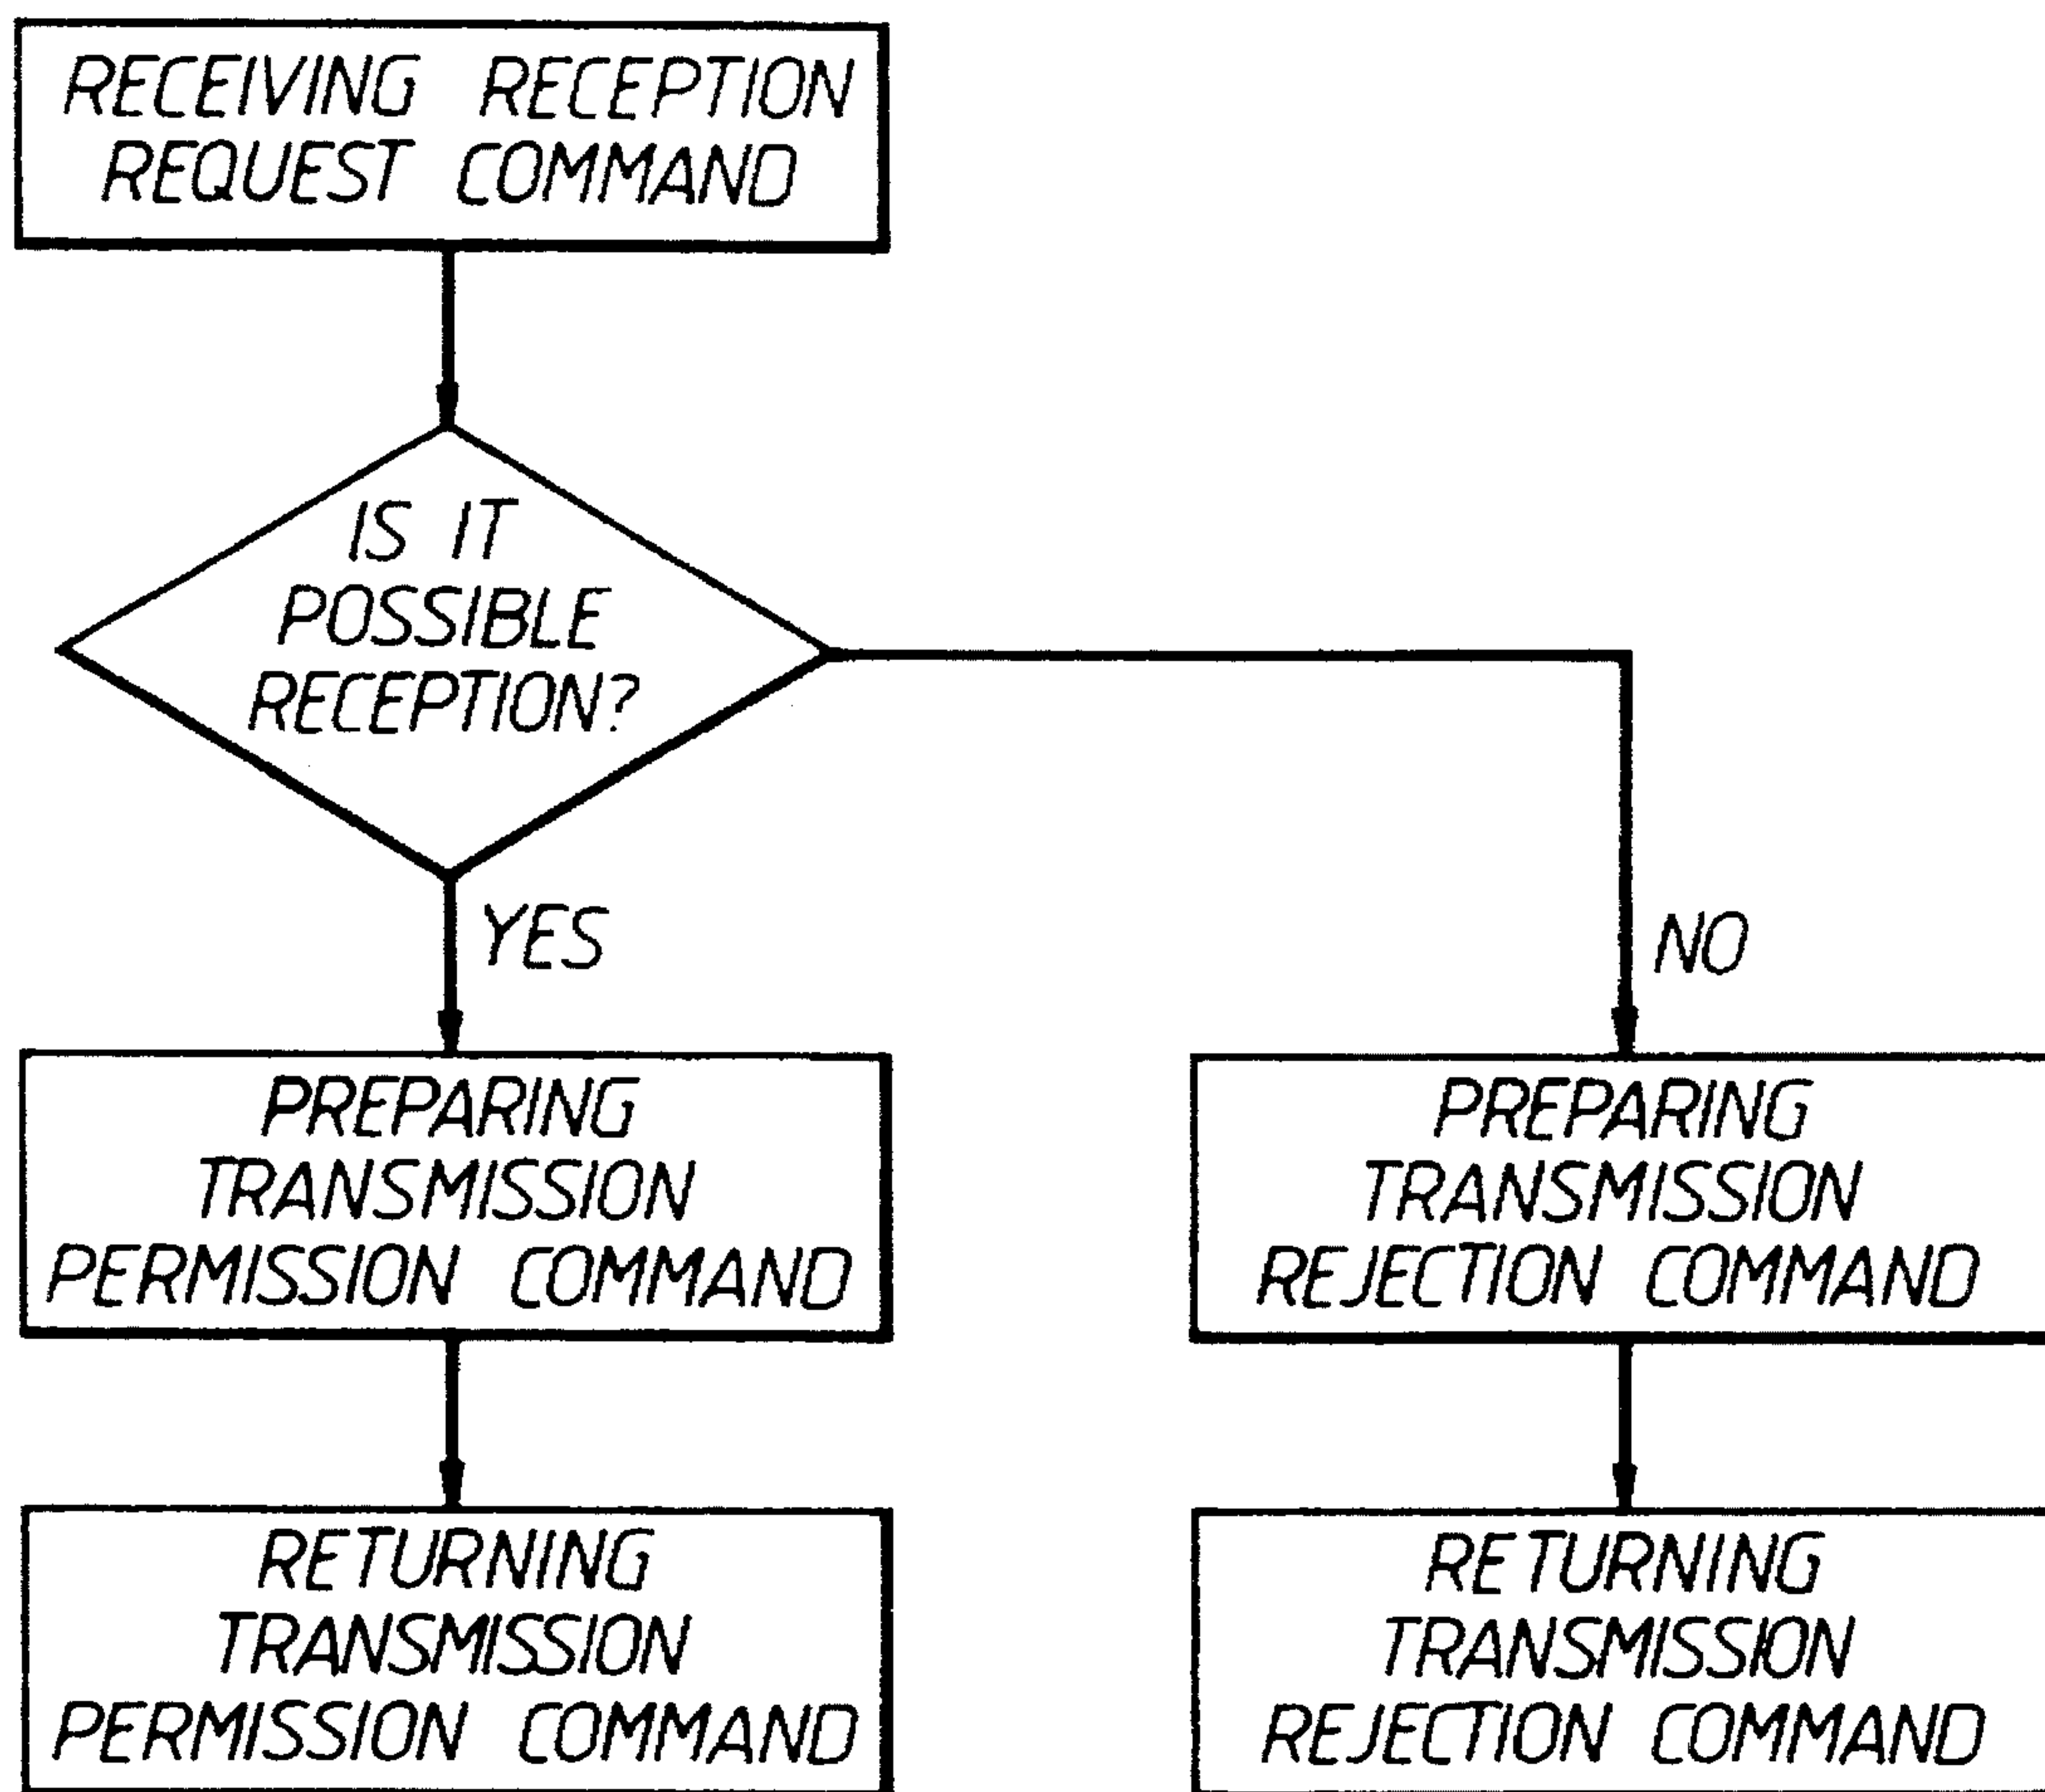 RECEIVING RECEPTION
REQUEST COMMAND
IS IT
POSSIBLE
RECEPTION?
YES
NO
PREPARING
TRANSMISSION
PERMISSION COMMAND
PREPARING
TRANSMISSION
REJECTION COMMAND
RETURNING
TRANSMISSION
PERMISSION COMMAND
RETURNING
TRANSMISSION
REJECTION COMMAND